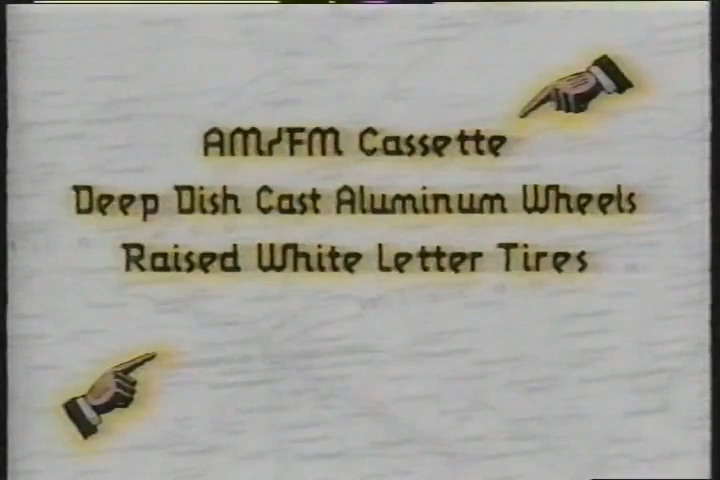 AM/FM Cassette
Deep Dish Cast Aluminum Wheels
Raised White Letter Tires